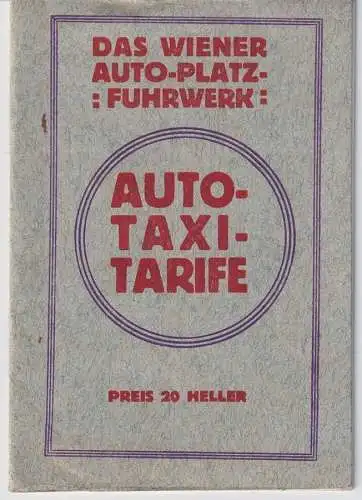 DAS WIENER
AUTO-PLATZ-
: FUHRWERK :
AUTO-
TAXI-
TARIFE
PREIS 20 HELLER